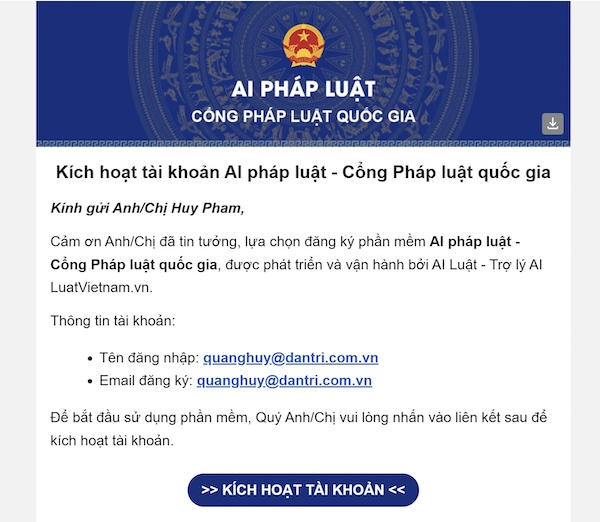 AI PHÁP LUẬT
CỔNG PHÁP LUẬT QUỐC GIA
Kích hoạt tài khoản AI pháp luật - Cổng Pháp luật quốc gia
Kính gửi Anh/Chị Huy Pham,
Cảm ơn Anh/Chị đã tin tưởng, lựa chọn đăng ký phần mềm AI pháp luật -
Cổng Pháp luật quốc gia, được phát triển và vận hành bởi AI Luật - Trợ lý AI
LuatVietnam.vn.
Thông tin tài khoản:
• Tên đăng nhập: quanghuy@dantri.com.vn
• Email đăng ký: quanghuy@dantri.com.vn
Để bắt đầu sử dụng phần mềm, Quý Anh/Chị vui lòng nhấn vào liên kết sau để
kích hoạt tài khoản.
>> KÍCH HOẠT TÀI KHOẢN <<